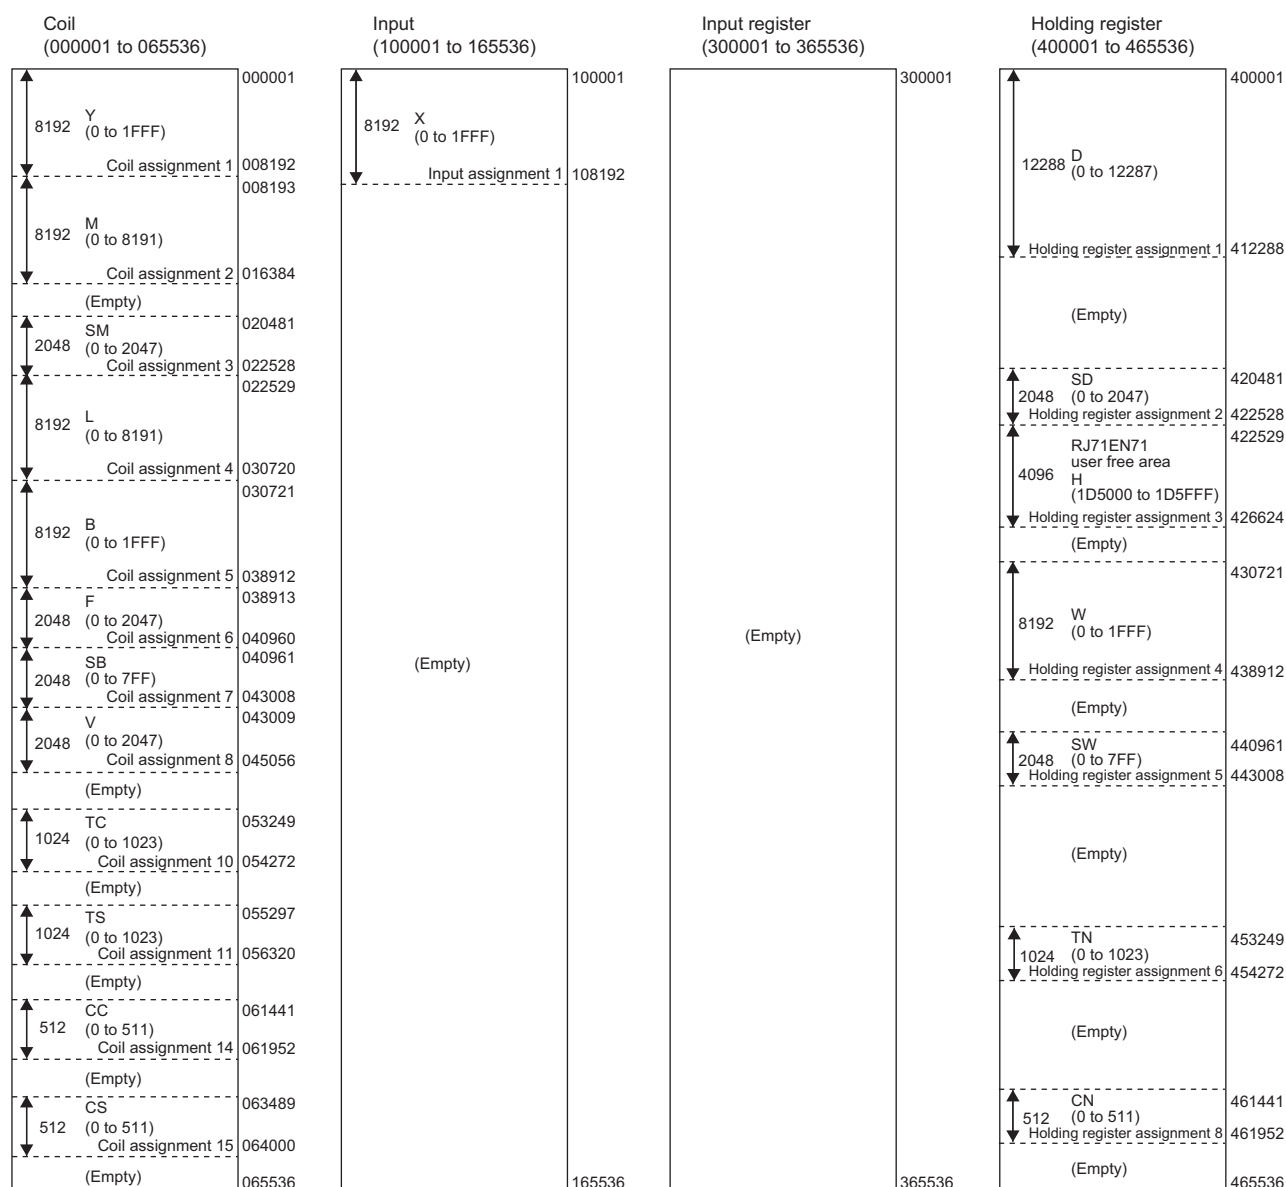 Coil
(000001 to 065536)
000001
8192
Y
(0 to 1FFF)
Coil assignment 1
008192
008193
8192
M
(0 to 8191)
Coil assignment 2
016384
(Empty)
020481
2048
SM
(0 to 2047)
Coil assignment 3
022528
022529
8192
L
(0 to 8191)
Coil assignment 4
030720
030721
8192
B
(0 to 1FFF)
Coil assignment 5
038912
038913
2048
F
(0 to 2047)
Coil assignment 6
040960
040961
2048
SB
(0 to 7FF)
Coil assignment 7
043008
043009
2048
V
(0 to 2047)
Coil assignment 8
045056
(Empty)
053249
1024
TC
(0 to 1023)
Coil assignment 10
054272
(Empty)
055297
1024
TS
(0 to 1023)
Coil assignment 11
056320
(Empty)
061441
512
CC
(0 to 511)
Coil assignment 14
061952
(Empty)
063489
512
CS
(0 to 511)
Coil assignment 15
064000
(Empty)
065536
Input
(100001 to 165536)
100001
8192
X
(0 to 1FFF)
Input assignment 1
108192
(Empty)
165536
Input register
(300001 to 365536)
300001
(Empty)
365536
Holding register
(400001 to 465536)
400001
12288
D
(0 to 12287)
Holding register assignment 1
412288
(Empty)
420481
2048
SD
(0 to 2047)
Holding register assignment 2
422528
422529
4096
RJ71EN71
user free area
H
(1D5000 to 1D5FFF)
Holding register assignment 3
426624
(Empty)
430721
8192
W
(0 to 1FFF)
Holding register assignment 4
438912
(Empty)
440961
2048
SW
(0 to 7FF)
Holding register assignment 5
443008
(Empty)
453249
1024
TN
(0 to 1023)
Holding register assignment 6
454272
(Empty)
461441
512
CN
(0 to 511)
Holding register assignment 8
461952
(Empty)
465536